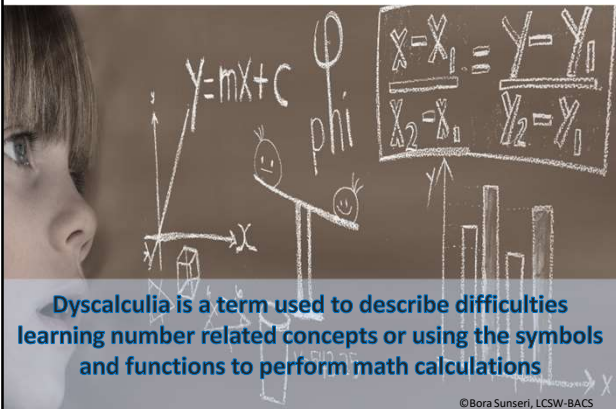 y=mx+c
φ
phi
x-x₁ / x₂-x₁ = y-y₁ / y₂-y₁
y
x
Y
X
Dyscalculia is a term used to describe difficulties
learning number related concepts or using the symbols
and functions to perform math calculations
©Bora Sunseri, LCSW-BACS